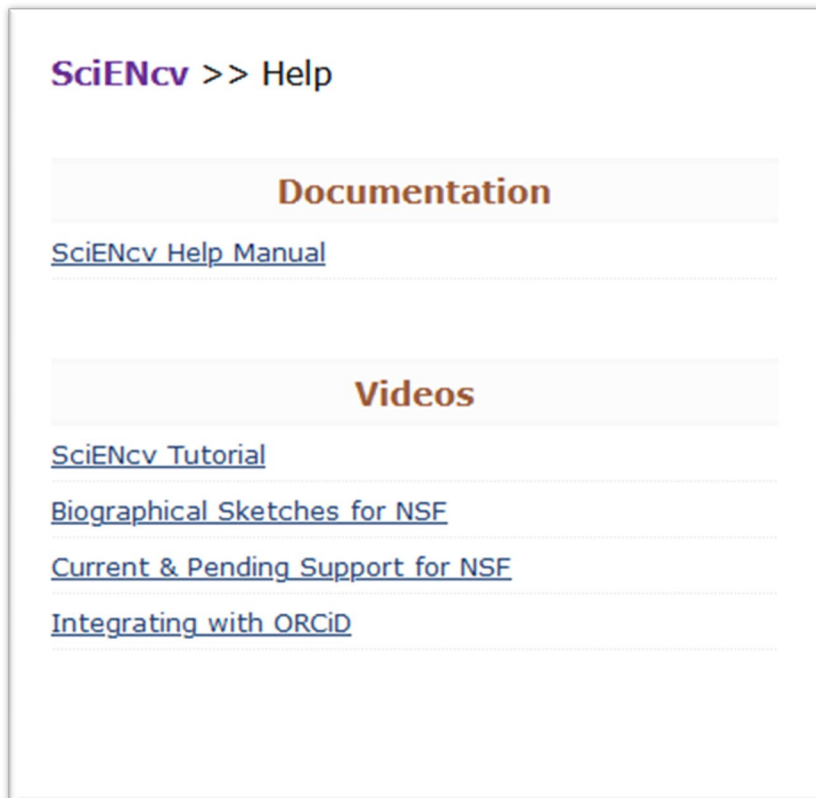 SciENcv >> Help
Documentation
SciENcv Help Manual
Videos
SciENcv Tutorial
Biographical Sketches for NSF
Current & Pending Support for NSF
Integrating with ORCiD